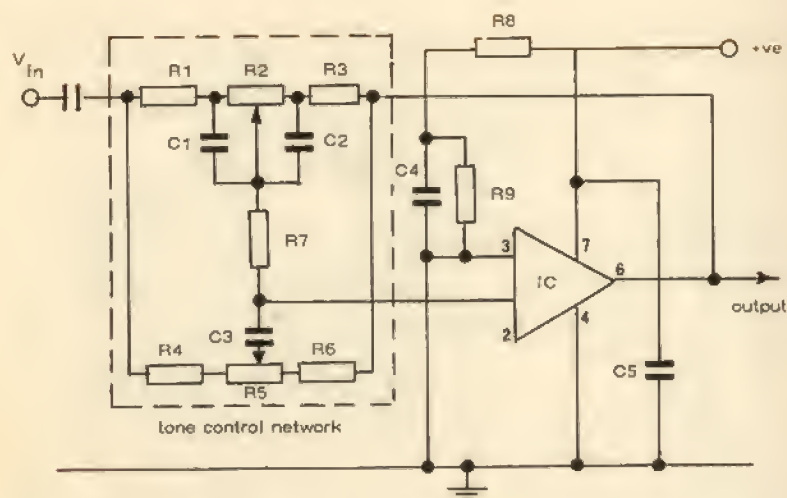 R8
+ve
Vin
R1 R2 R3
C1 C2
C4
R9
R7
3
7
IC
6
2
4
output
C3
R4 R5 R6
C5
tone control network